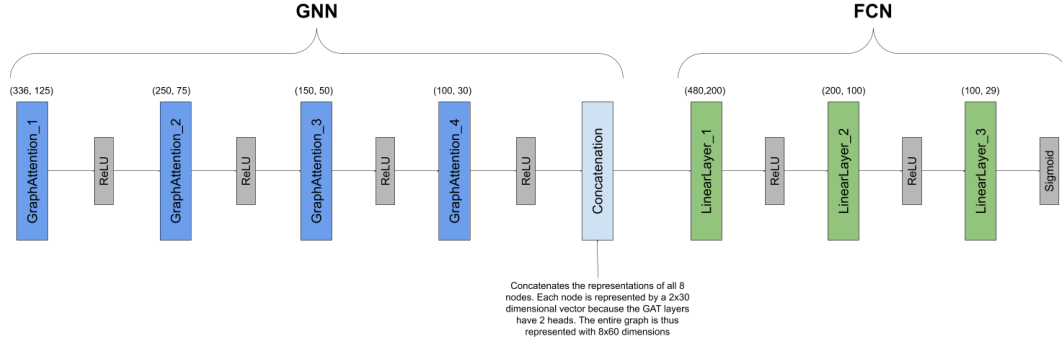 GNN
FCN
(336, 125)
(250, 75)
(150, 50)
(100, 30)
(480,200)
(200, 100)
(100, 29)
GraphAttention_1
ReLU
GraphAttention_2
ReLU
GraphAttention_3
ReLU
GraphAttention_4
ReLU
Concatenation
LinearLayer_1
ReLU
LinearLayer_2
ReLU
LinearLayer_3
Sigmoid
Concatenates the representations of all 8
nodes. Each node is represented by a 2x30
dimensional vector because the GAT layers
have 2 heads. The entire graph is thus
represented with 8x60 dimensions